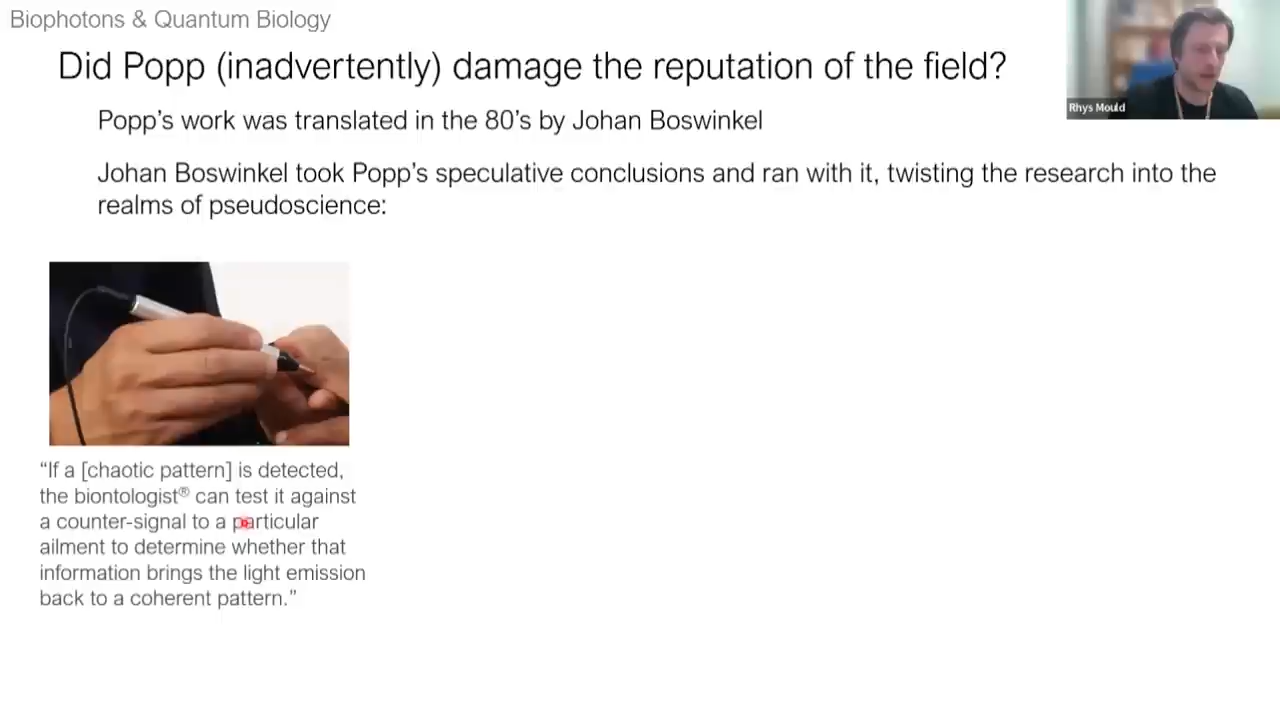 Biophotons & Quantum Biology
Did Popp (inadvertently) damage the reputation of the field?
Rhys Mould
Popp's work was translated in the 80's by Johan Boswinkel
Johan Boswinkel took Popp's speculative conclusions and ran with it, twisting the research into the
realms of pseudoscience:
“If a [chaotic pattern] is detected,
the biontologist® can test it against
a counter-signal to a particular
ailment to determine whether that
information brings the light emission
back to a coherent pattern.”